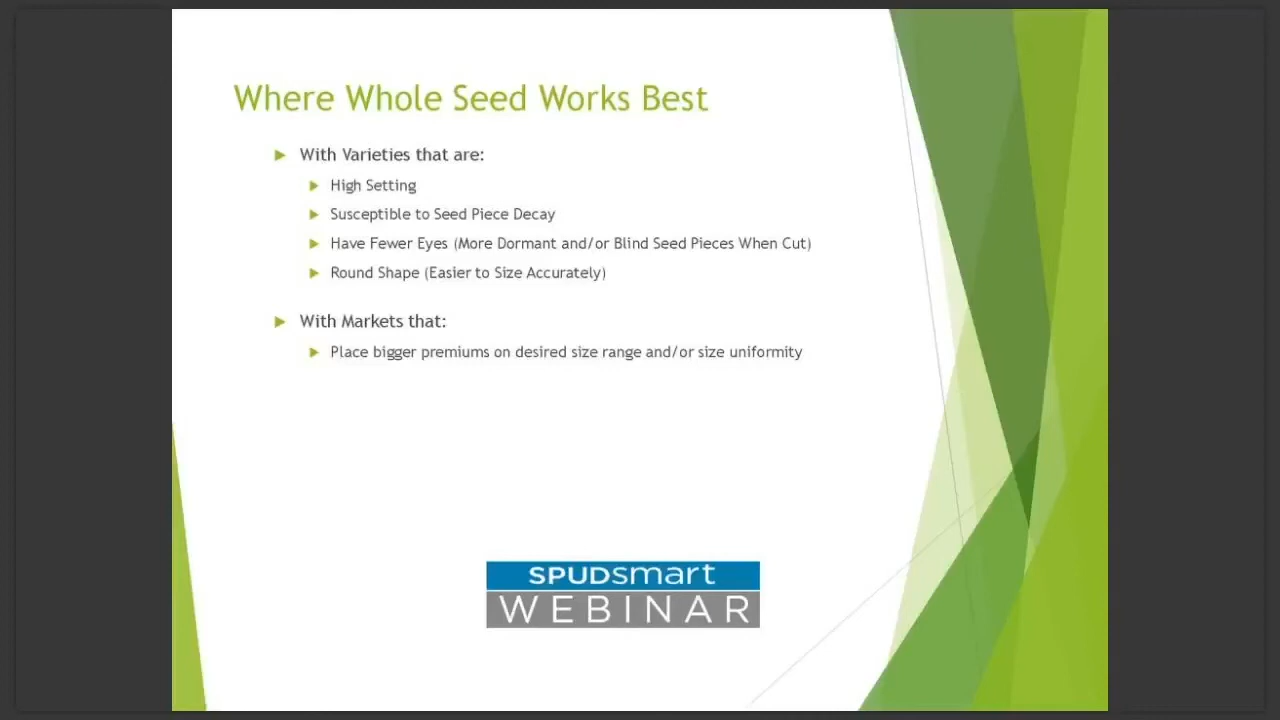 Where Whole Seed Works Best
With Varieties that are:
High Setting
Susceptible to Seed Piece Decay
Have Fewer Eyes (More Dormant and/or Blind Seed Pieces When Cut)
Round Shape (Easier to Size Accurately)
With Markets that:
Place bigger premiums on desired size range and/or size uniformity
SPUDsmart
WEBINAR